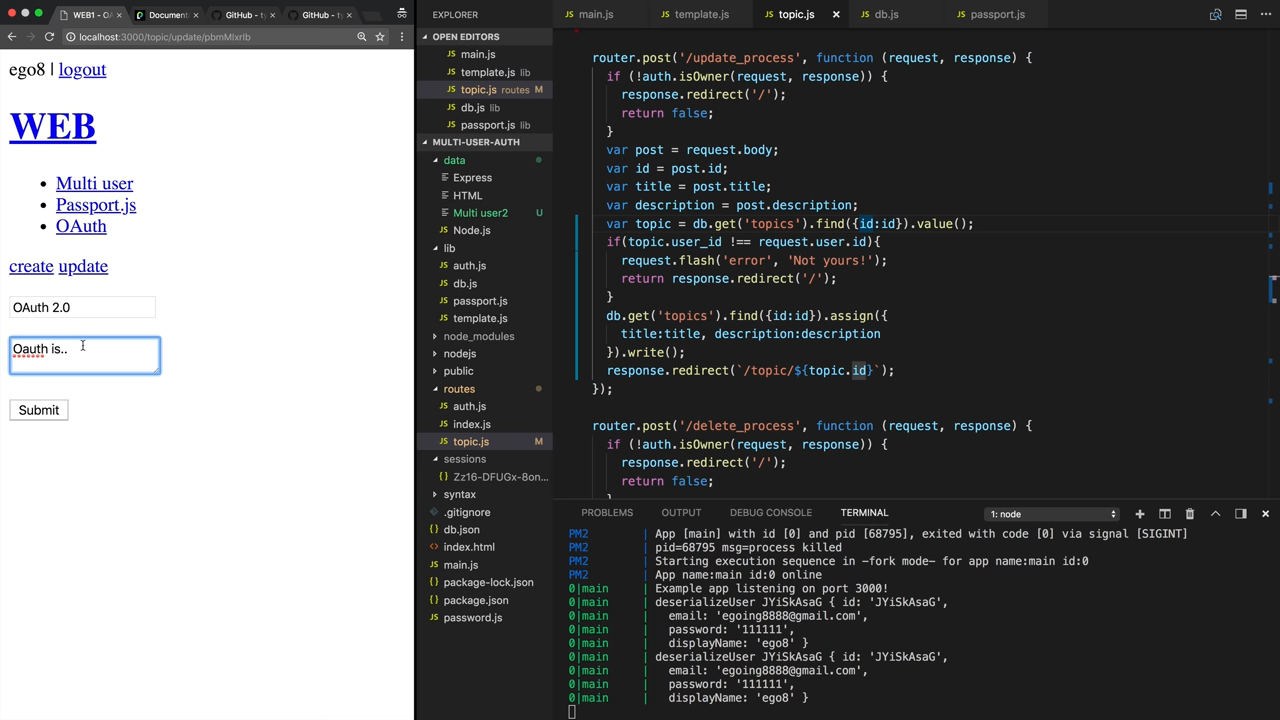 WEB1 - OA
Document
GitHub - ty
GitHub - ty
localhost:3000/topic/update/pbmMlxrlb
ego8 | logout
WEB
Multi user
Passport.js
OAuth
create update
OAuth 2.0
Oauth is..
Submit
EXPLORER
OPEN EDITORS
main.js
template.js lib
topic.js routes M
db.js lib
passport.js lib
MULTI-USER-AUTH
data
Express
HTML
Multi user2 U
Node.js
lib
auth.js
db.js
passport.js
template.js
node_modules
nodejs
public
routes
auth.js
index.js
topic.js M
sessions
Zz16-DFUGx-8on...
syntax
.gitignore
db.json
index.html
main.js
package-lock.json
package.json
password.js
main.js template.js topic.js db.js passport.js
router.post('/update_process', function (request, response) {
if (!auth.isOwner(request, response)) {
response.redirect('/');
return false;
}
var post = request.body;
var id = post.id;
var title = post.title;
var description = post.description;
var topic = db.get('topics').find({id:id}).value();
if(topic.user_id !== request.user.id){
request.flash('error', 'Not yours!');
return response.redirect('/');
}
db.get('topics').find({id:id}).assign({
title:title, description:description
}).write();
response.redirect(`/topic/${topic.id}`);
});
router.post('/delete_process', function (request, response) {
if (!auth.isOwner(request, response)) {
response.redirect('/');
return false;
PROBLEMS OUTPUT DEBUG CONSOLE TERMINAL 1: node
PM2 | App [main] with id [0] and pid [68795], exited with code [0] via signal [SIGINT]
PM2 | pid=68795 msg=process killed
PM2 | Starting execution sequence in -fork mode- for app name:main id:0
PM2 | App name:main id:0 online
0|main | Example app listening on port 3000!
0|main | deserializeUser JYiSkAsaG { id: 'JYiSkAsaG',
0|main | email: 'egoing8888@gmail.com',
0|main | password: '111111',
0|main | displayName: 'ego8' }
0|main | deserializeUser JYiSkAsaG { id: 'JYiSkAsaG',
0|main | email: 'egoing8888@gmail.com',
0|main | password: '111111',
0|main | displayName: 'ego8' }